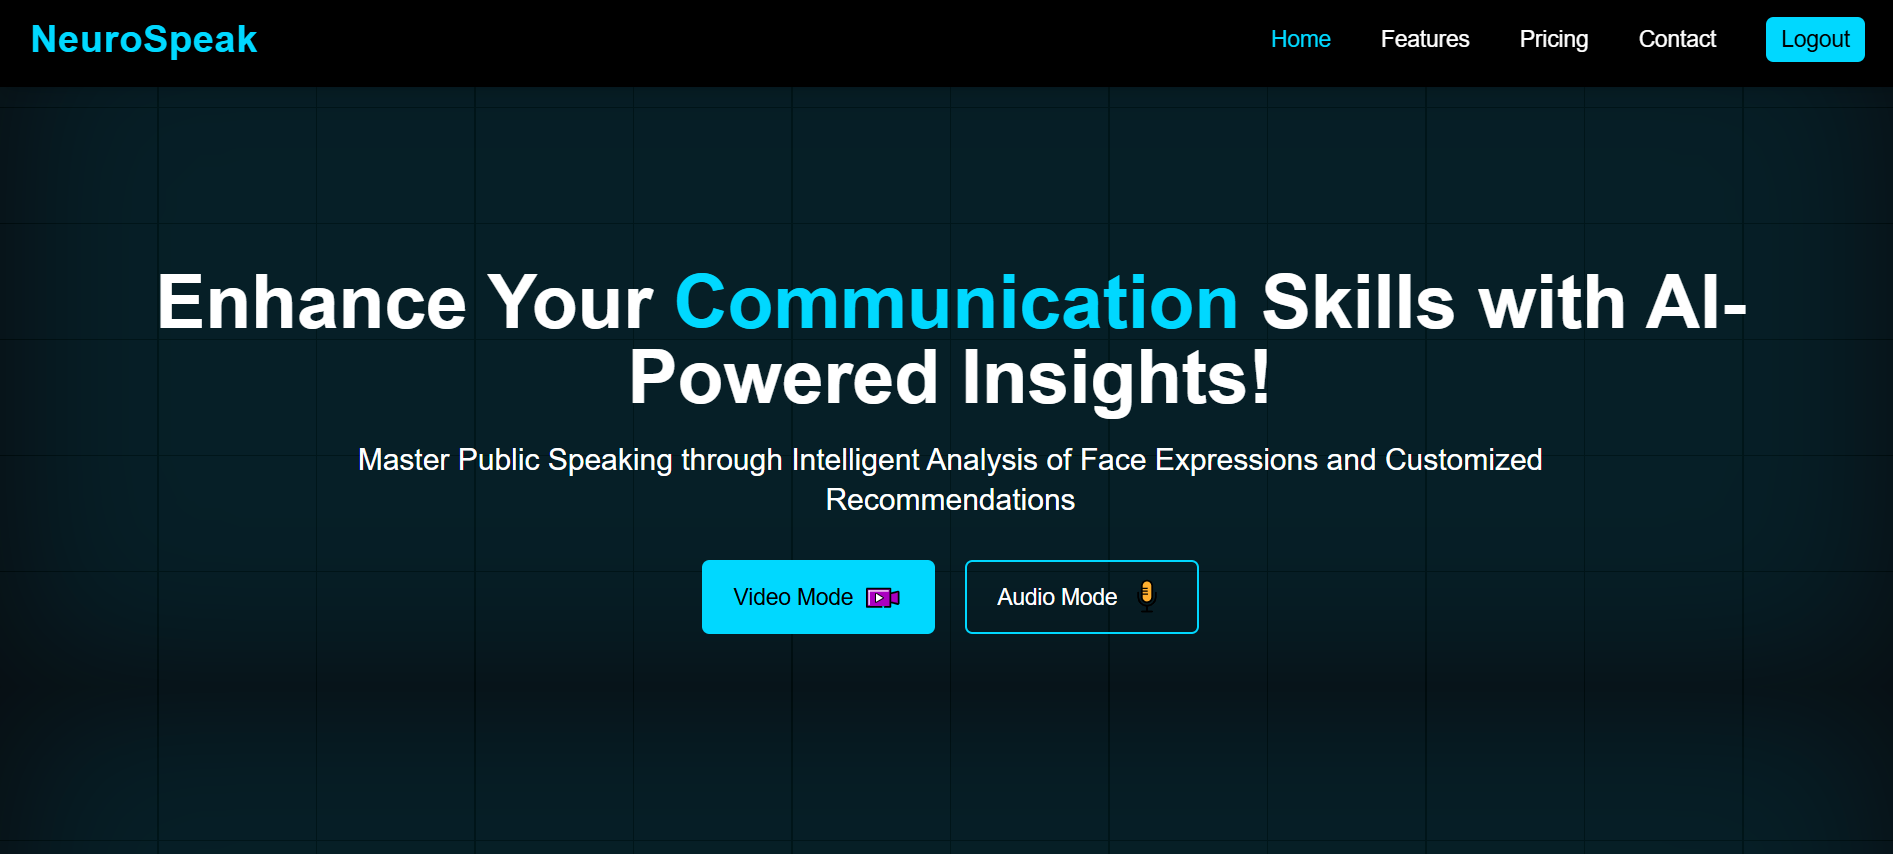 NeuroSpeak
Home
Features
Pricing
Contact
Logout
Enhance Your Communication Skills with AI-
Powered Insights!
Master Public Speaking through Intelligent Analysis of Face Expressions and Customized
Recommendations
Video Mode
Audio Mode